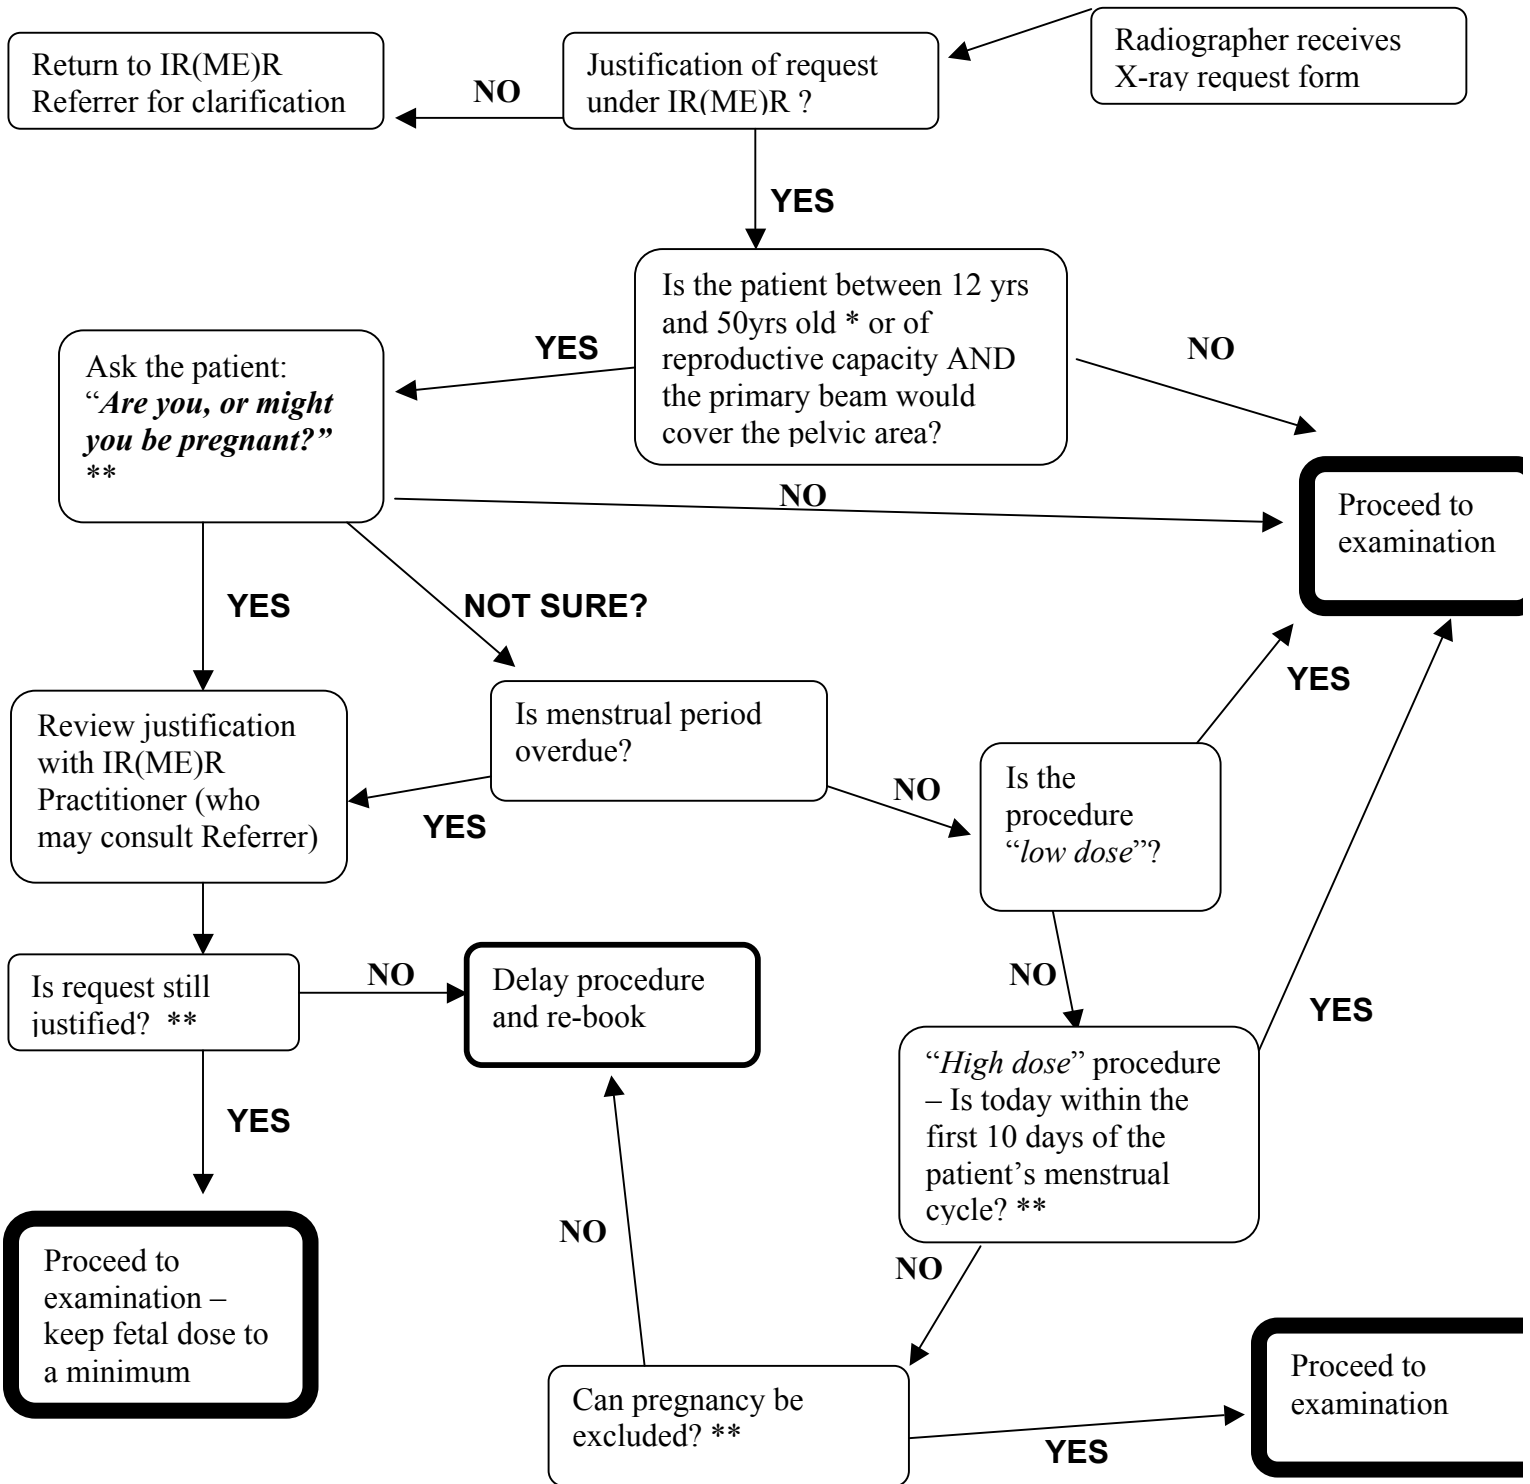 Radiographer receives
X-ray request form
Justification of request
under IR(ME)R ?
NO
Return to IR(ME)R
Referrer for clarification
YES
Is the patient between 12 yrs
and 50yrs old * or of
reproductive capacity AND
the primary beam would
cover the pelvic area?
YES
NO
Ask the patient:
“Are you, or might
you be pregnant?”
**
NO
Proceed to
examination
YES
NOT SURE?
Is menstrual period
overdue?
YES
NO
Review justification
with IR(ME)R
Practitioner (who
may consult Referrer)
Is the
procedure
“low dose”?
YES
NO
Is request still
justified? **
NO
Delay procedure
and re-book
YES
“High dose” procedure
– Is today within the
first 10 days of the
patient’s menstrual
cycle? **
YES
NO
Proceed to
examination –
keep fetal dose to
a minimum
Can pregnancy be
excluded? **
NO
YES
Proceed to
examination